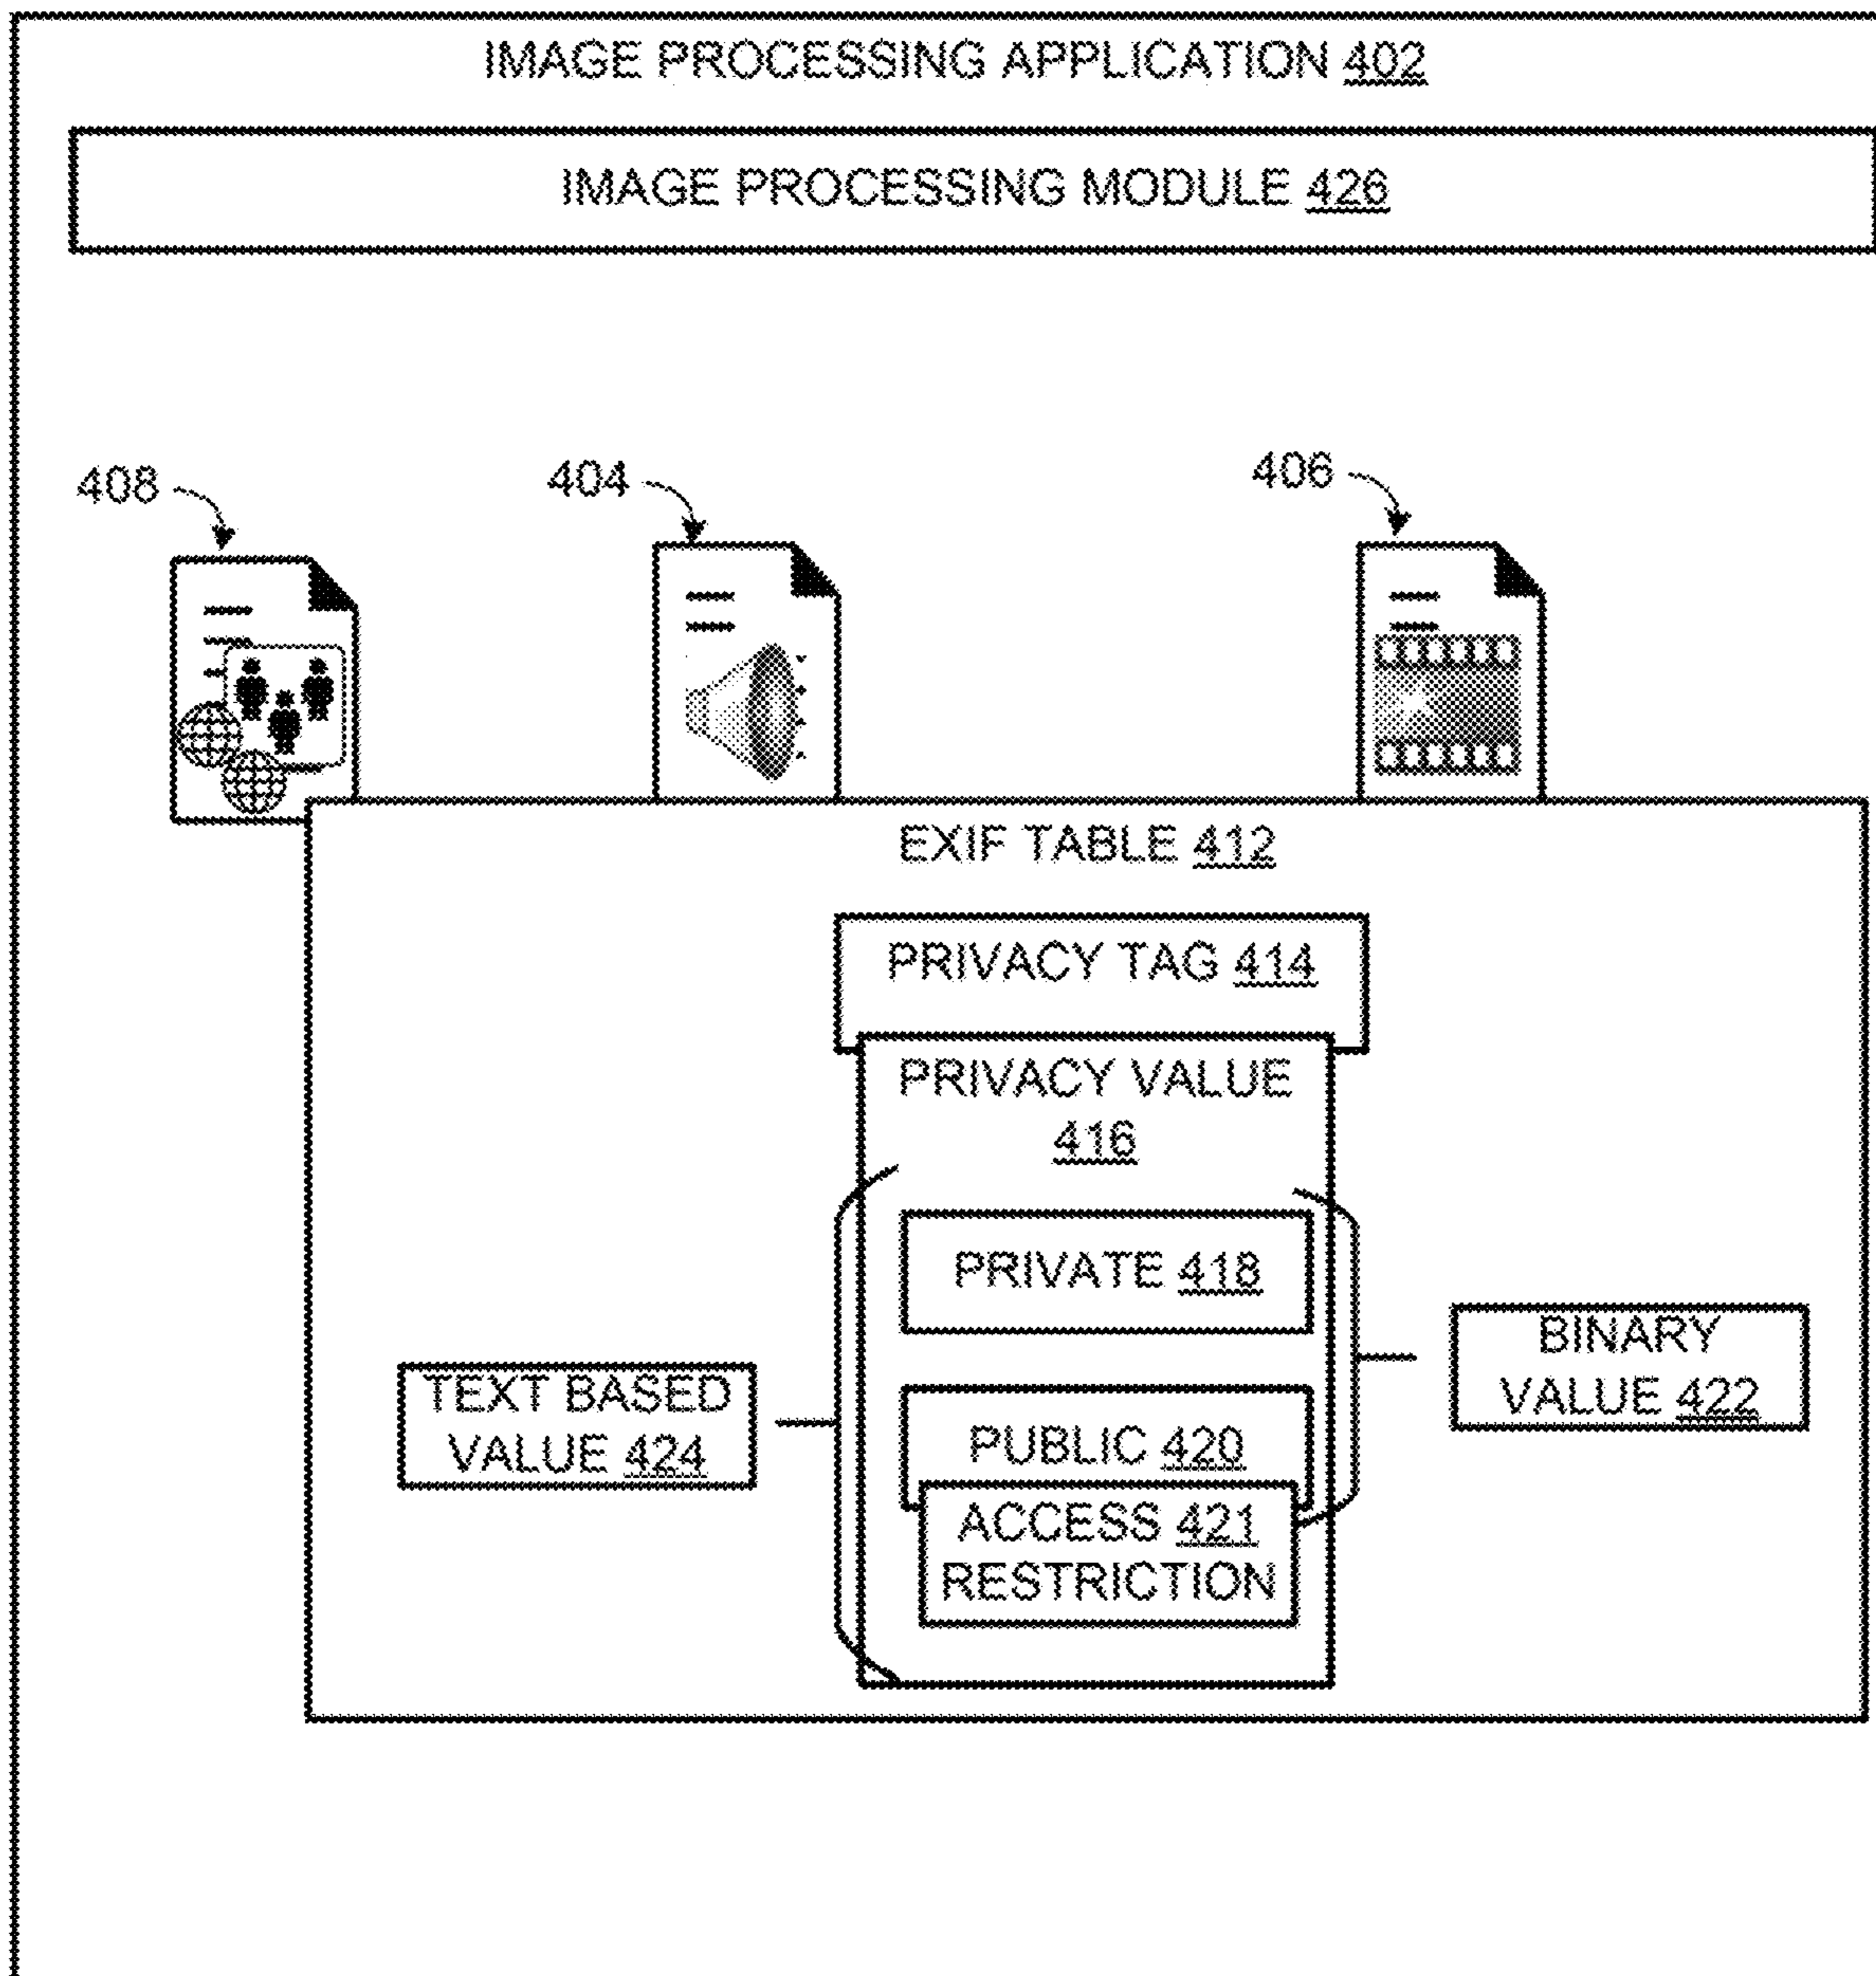 IMAGE PROCESSING APPLICATION 402
IMAGE PROCESSING MODULE 426
408
404
406
EXIF TABLE 412
PRIVACY TAG 414
PRIVACY VALUE
416
PRIVATE 418
BINARY
VALUE 422
TEXT BASED
VALUE 424
PUBLIC 420
ACCESS 421
RESTRICTION